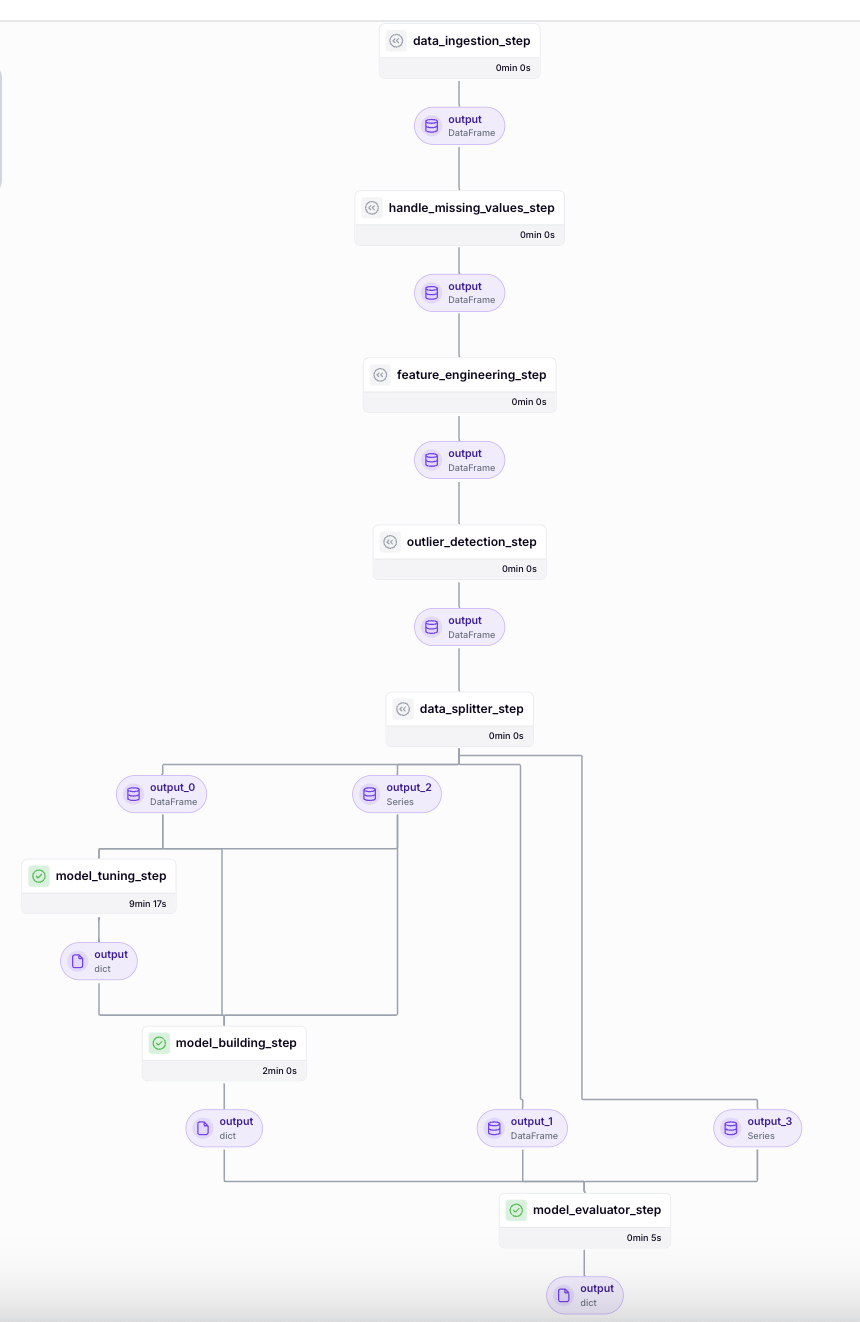 data_ingestion_step
0min 0s
output
DataFrame
handle_missing_values_step
0min 0s
output
DataFrame
feature_engineering_step
0min 0s
output
DataFrame
outlier_detection_step
0min 0s
output
DataFrame
data_splitter_step
0min 0s
output_0
DataFrame
output_2
Series
model_tuning_step
9min 17s
output
dict
model_building_step
2min 0s
output
dict
output_1
DataFrame
output_3
Series
model_evaluator_step
0min 5s
output
dict